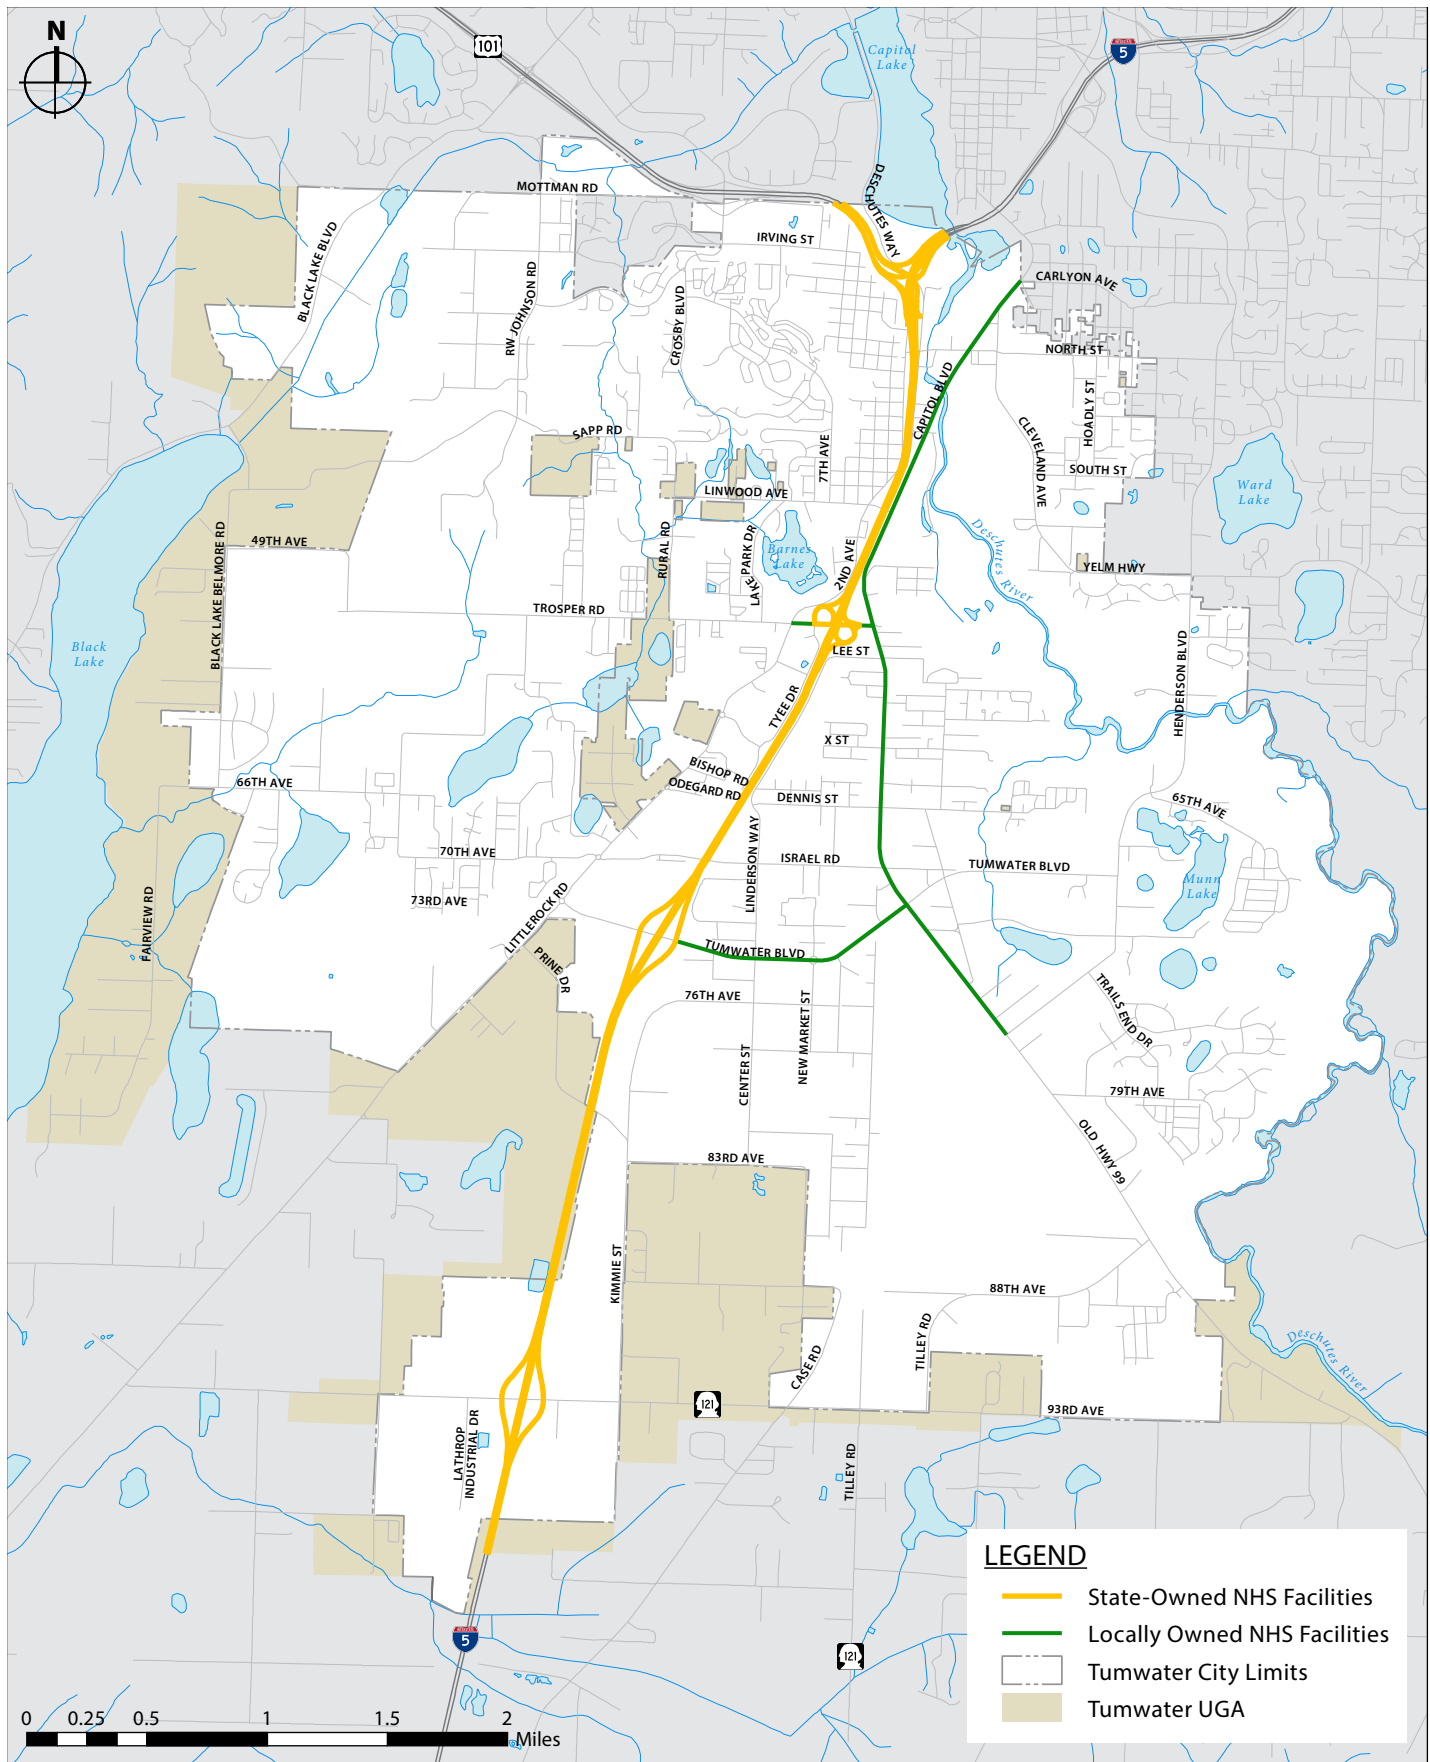 N
101
Capitol
Lake
5
DESCHUTES WAY
MOTTMAN RD
IRVING ST
CARLYON AVE
BLACK LAKE BLVD
RW JOHNSON RD
CROSBY BLVD
NORTH ST
CAPITOL BLVD
HOADLY ST
CLEVELAND AVE
SAPP RD
7TH AVE
SOUTH ST
LINWOOD AVE
Ward
Lake
49TH AVE
RURAL RD
LAKE PARK DR
Barnes
Lake
2ND AVE
Deschutes River
YELM HWY
BLACK LAKE BELMORE RD
TROSPER RD
Black
Lake
LEE ST
HENDERSON BLVD
TYEE DR
X ST
BISHOP RD
ODEGARD RD
66TH AVE
DENNIS ST
65TH AVE
LINDERSON WAY
70TH AVE
ISRAEL RD
TUMWATER BLVD
Munn
Lake
73RD AVE
LITTLEROCK RD
FAIRVIEW RD
PRINE DR
TUMWATER BLVD
76TH AVE
NEW MARKET ST
TRAILS END DR
CENTER ST
79TH AVE
OLD HWY 99
83RD AVE
KIMMIE ST
88TH AVE
TILLEY RD
CASE RD
Deschutes River
121
93RD AVE
LATHROP
INDUSTRIAL DR
TILLEY RD
LEGEND
State-Owned NHS Facilities
Locally Owned NHS Facilities
Tumwater City Limits
Tumwater UGA
5
121
0 0.25 0.5 1 1.5 2
Miles